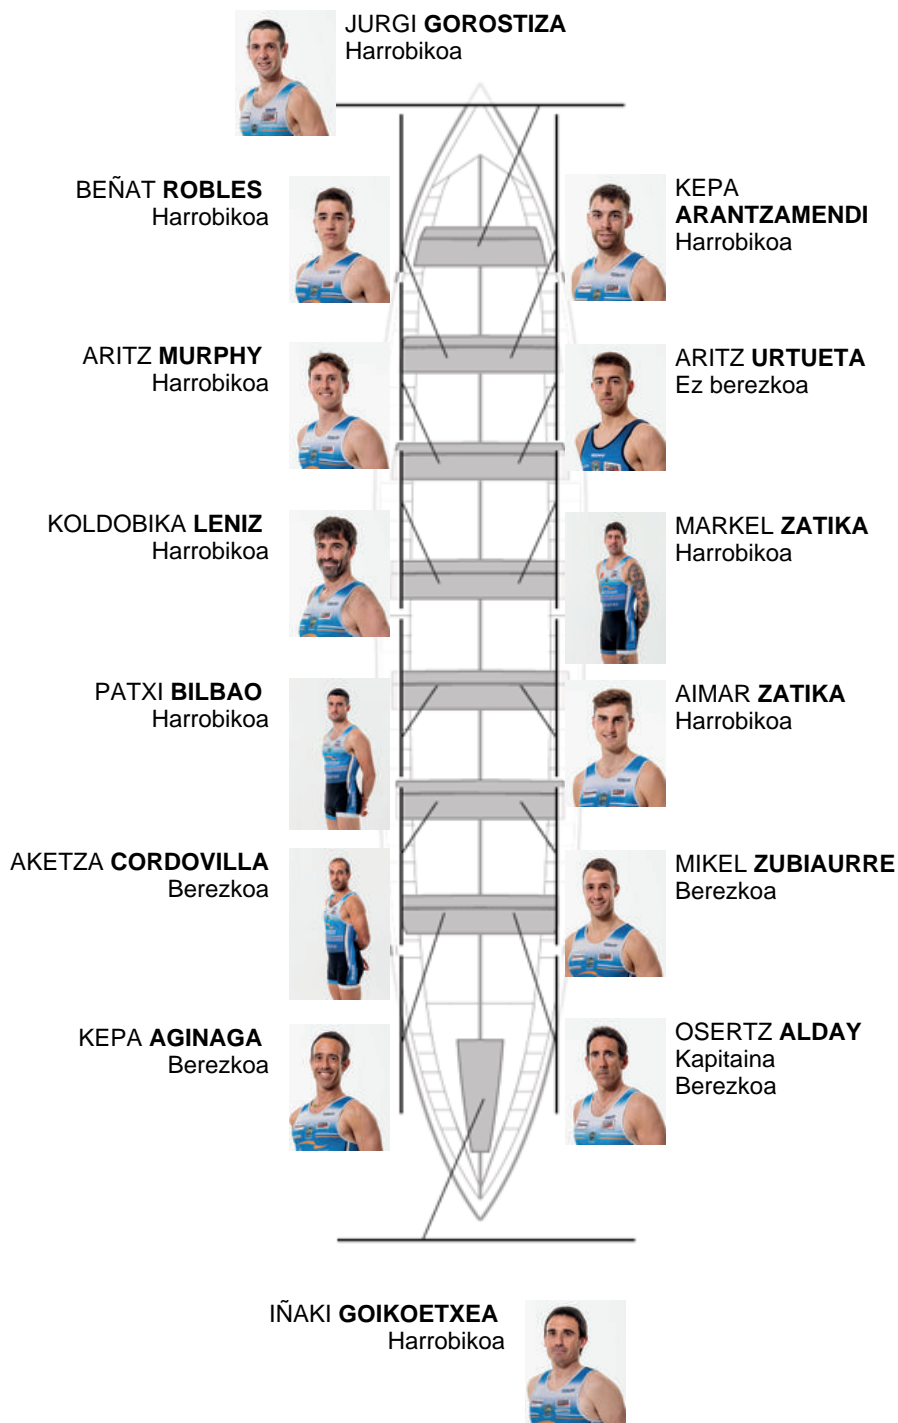 JURGI GOROSTIZA
Harrobikoa
BEÑAT ROBLES
Harrobikoa
KEPA
ARANTZAMENDI
Harrobikoa
ARITZ MURPHY
Harrobikoa
ARITZ URTUETA
Ez berezkoa
KOLDOBIKA LENIZ
Harrobikoa
MARKEL ZATIKA
Harrobikoa
PATXI BILBAO
Harrobikoa
AIMAR ZATIKA
Harrobikoa
AKETZA CORDOVILLA
Berezkoa
MIKEL ZUBIAURRE
Berezkoa
KEPA AGINAGA
Berezkoa
OSERTZ ALDAY
Kapitaina
Berezkoa
IÑAKI GOIKOETXEA
Harrobikoa